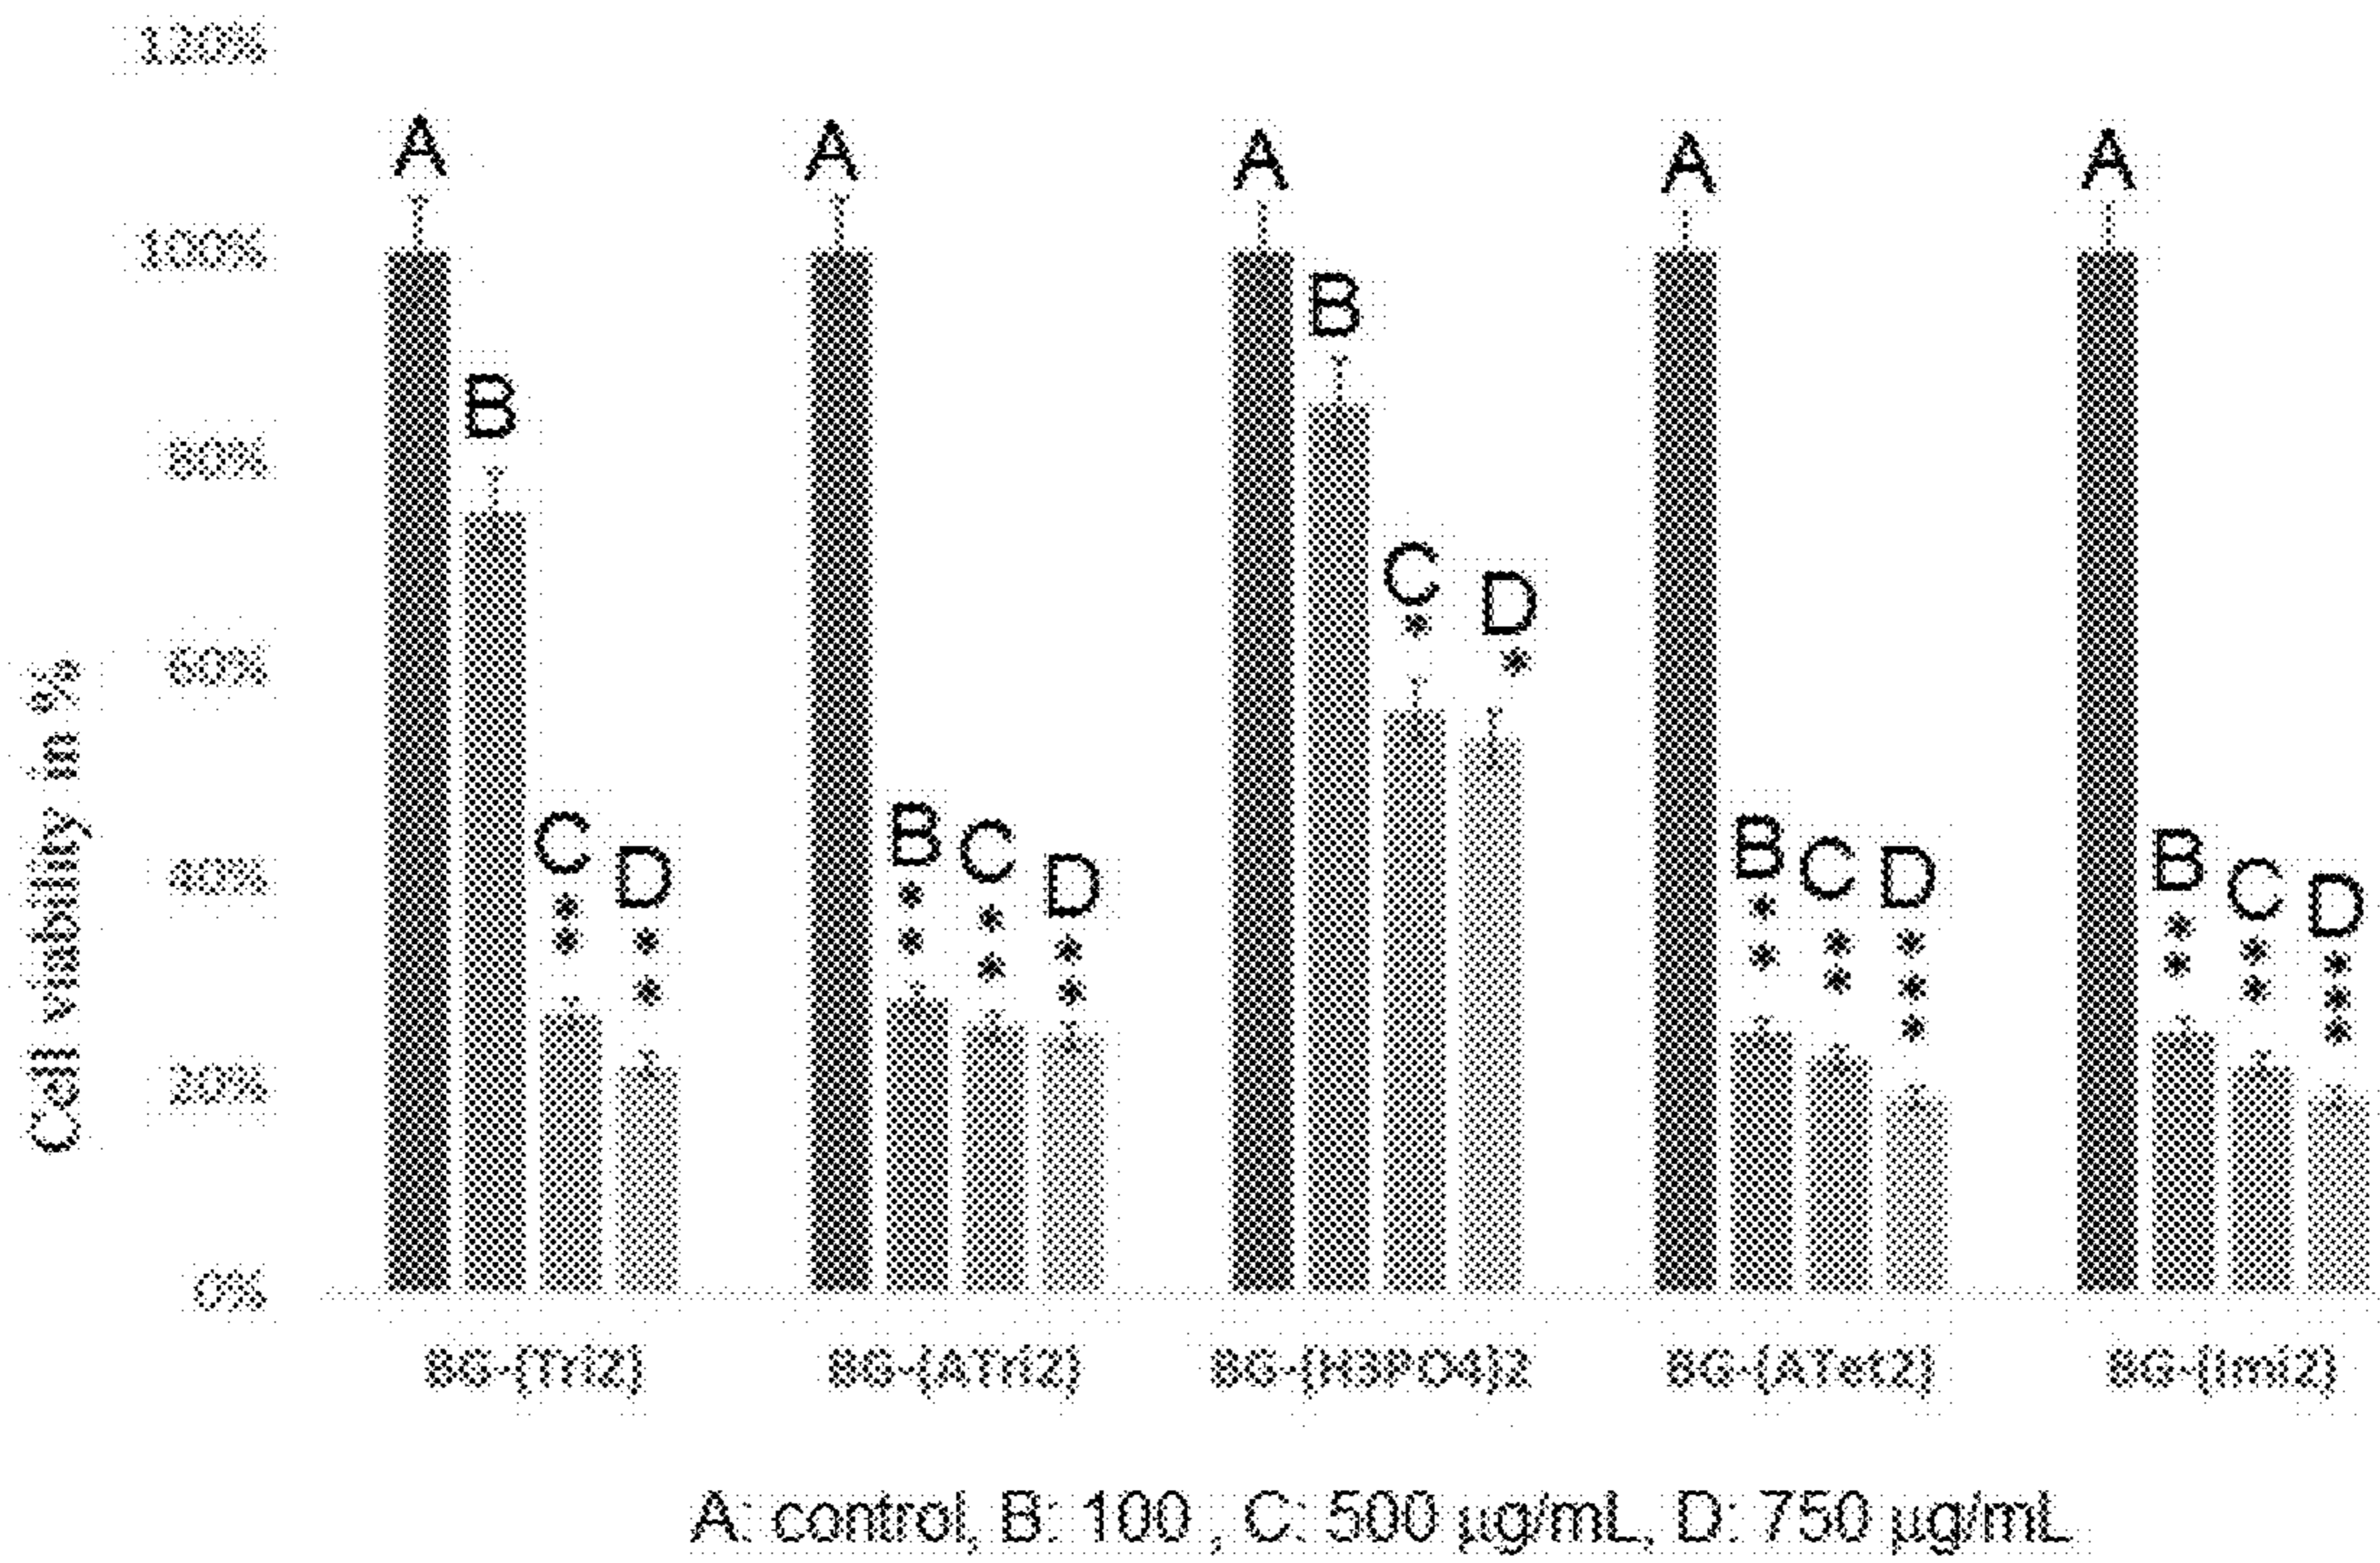 120%
100%
80%
60%
40%
20%
0%
Cell viability in %
A
B
C
**
D
**
A
B
**
C
**
D
**
A
B
C
*
D
*
A
B
**
C
**
D
***
A
B
**
C
**
D
***
BG-(Tri2)
BG-(ATri2)
BG-(H3PO4)2
BG-(ATet2)
BG-(Imi2)
A: control, B: 100 , C: 500 µg/mL, D: 750 µg/mL